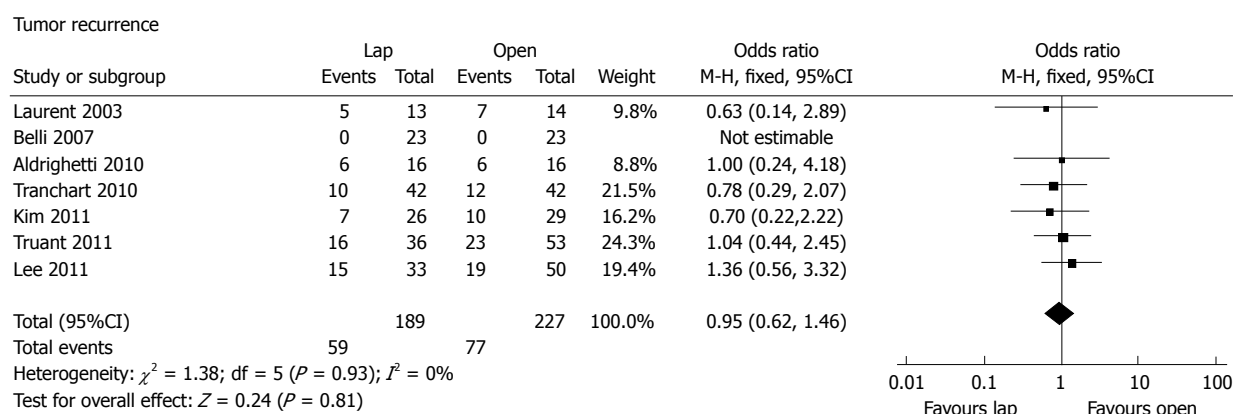 Tumor recurrence
Lap Open Odds ratio Odds ratio
Study or subgroup Events Total Events Total Weight M-H, fixed, 95%CI M-H, fixed, 95%CI
Laurent 2003 5 13 7 14 9.8% 0.63 (0.14, 2.89)
Belli 2007 0 23 0 23 Not estimable
Aldrighetti 2010 6 16 6 16 8.8% 1.00 (0.24, 4.18)
Tranchart 2010 10 42 12 42 21.5% 0.78 (0.29, 2.07)
Kim 2011 7 26 10 29 16.2% 0.70 (0.22,2.22)
Truant 2011 16 36 23 53 24.3% 1.04 (0.44, 2.45)
Lee 2011 15 33 19 50 19.4% 1.36 (0.56, 3.32)
Total (95%CI) 189 227 100.0% 0.95 (0.62, 1.46)
Total events 59 77
Heterogeneity: χ² = 1.38; df = 5 (P = 0.93); I² = 0%
Test for overall effect: Z = 0.24 (P = 0.81)
0.01 0.1 1 10 100
Favours lap Favours open